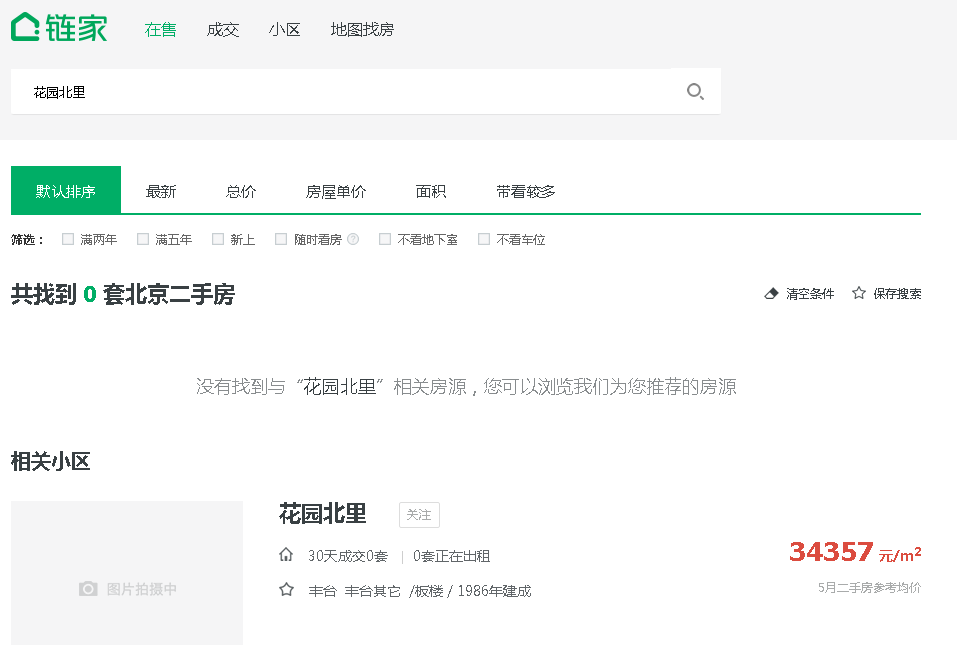 链家 在售 成交 小区 地图找房
花园北里
默认排序 最新 总价 房屋单价 面积 带看较多
筛选： 满两年 满五年 新上 随时看房 ? 不看地下室 不看车位
共找到 0 套北京二手房 清空条件 保存搜索
没有找到与“花园北里”相关房源，您可以浏览我们为您推荐的房源
相关小区
花园北里 关注
30天成交0套 | 0套正在出租
34357 元/m²
图片拍摄中
丰台 丰台其它 /板楼 / 1986年建成
5月二手房参考均价